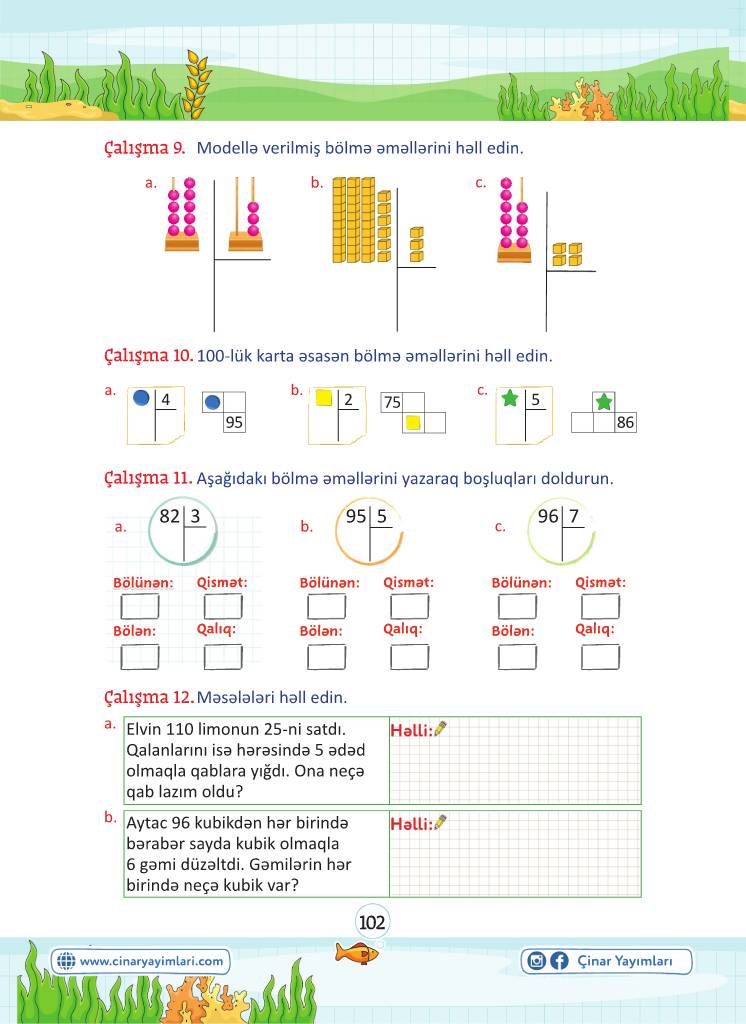 Çalışma 9. Modellə verilmiş bölmə əməllərini həll edin.
a. b. c.
Çalışma 10. 100-lük karta əsasən bölmə əməllərini həll edin.
a. 4 95 b. 2 75 c. 5 86
Çalışma 11. Aşağıdakı bölmə əməllərini yazaraq boşluqları doldurun.
a. 82 3 b. 95 5 c. 96 7
Bölünən: Qismət: Bölünən: Qismət: Bölünən: Qismət:
Bölən: Qalıq: Bölən: Qalıq: Bölən: Qalıq:
Çalışma 12. Məsələləri həll edin.
a. Elvin 110 limonun 25-ni satdı.
Qalanlarını isə hərəsində 5 ədəd
olmaqla qablara yığdı. Ona neçə
qab lazım oldu?
Həlli:
b. Aytac 96 kubikdən hər birində
bərabər sayda kubik olmaqla
6 gəmi düzəltdi. Gəmilərin hər
birində neçə kubik var?
Həlli:
102
www.cinaryayimlari.com
Çinar Yayımları